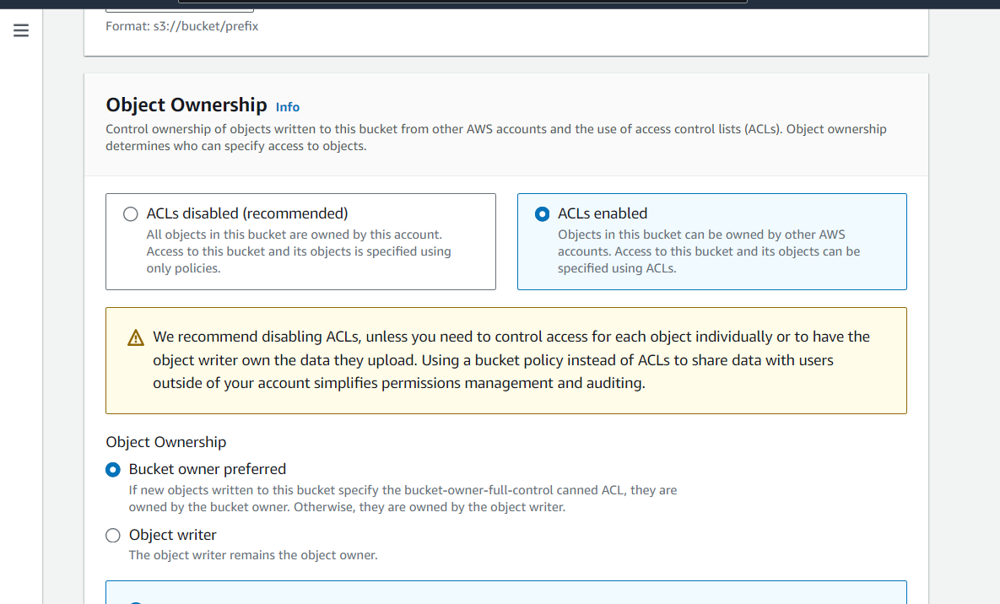 Format: s3://bucket/prefix
Object Ownership Info
Control ownership of objects written to this bucket from other AWS accounts and the use of access control lists (ACLs). Object ownership
determines who can specify access to objects.
ACLs disabled (recommended)
All objects in this bucket are owned by this account.
Access to this bucket and its objects is specified using
only policies.
ACLs enabled
Objects in this bucket can be owned by other AWS
accounts. Access to this bucket and its objects can be
specified using ACLs.
We recommend disabling ACLs, unless you need to control access for each object individually or to have the
object writer own the data they upload. Using a bucket policy instead of ACLs to share data with users
outside of your account simplifies permissions management and auditing.
Object Ownership
Bucket owner preferred
If new objects written to this bucket specify the bucket-owner-full-control canned ACL, they are
owned by the bucket owner. Otherwise, they are owned by the object writer.
Object writer
The object writer remains the object owner.